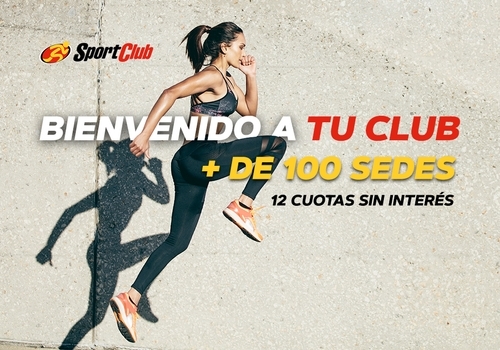 SportClub
BIENVENIDO A TU CLUB
+ DE 100 SEDES
12 CUOTAS SIN INTERÉS